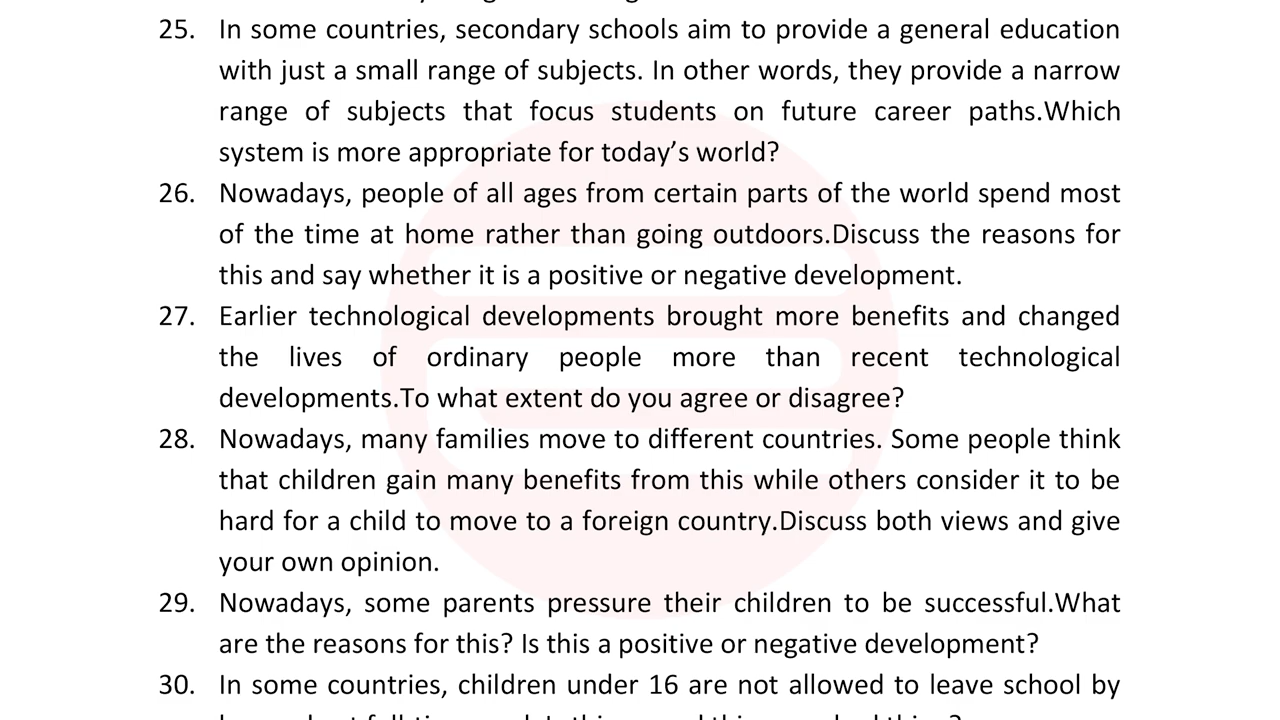 25. In some countries, secondary schools aim to provide a general education
with just a small range of subjects. In other words, they provide a narrow
range of subjects that focus students on future career paths.Which
system is more appropriate for today’s world?
26. Nowadays, people of all ages from certain parts of the world spend most
of the time at home rather than going outdoors.Discuss the reasons for
this and say whether it is a positive or negative development.
27. Earlier technological developments brought more benefits and changed
the lives of ordinary people more than recent technological
developments.To what extent do you agree or disagree?
28. Nowadays, many families move to different countries. Some people think
that children gain many benefits from this while others consider it to be
hard for a child to move to a foreign country.Discuss both views and give
your own opinion.
29. Nowadays, some parents pressure their children to be successful.What
are the reasons for this? Is this a positive or negative development?
30. In some countries, children under 16 are not allowed to leave school by